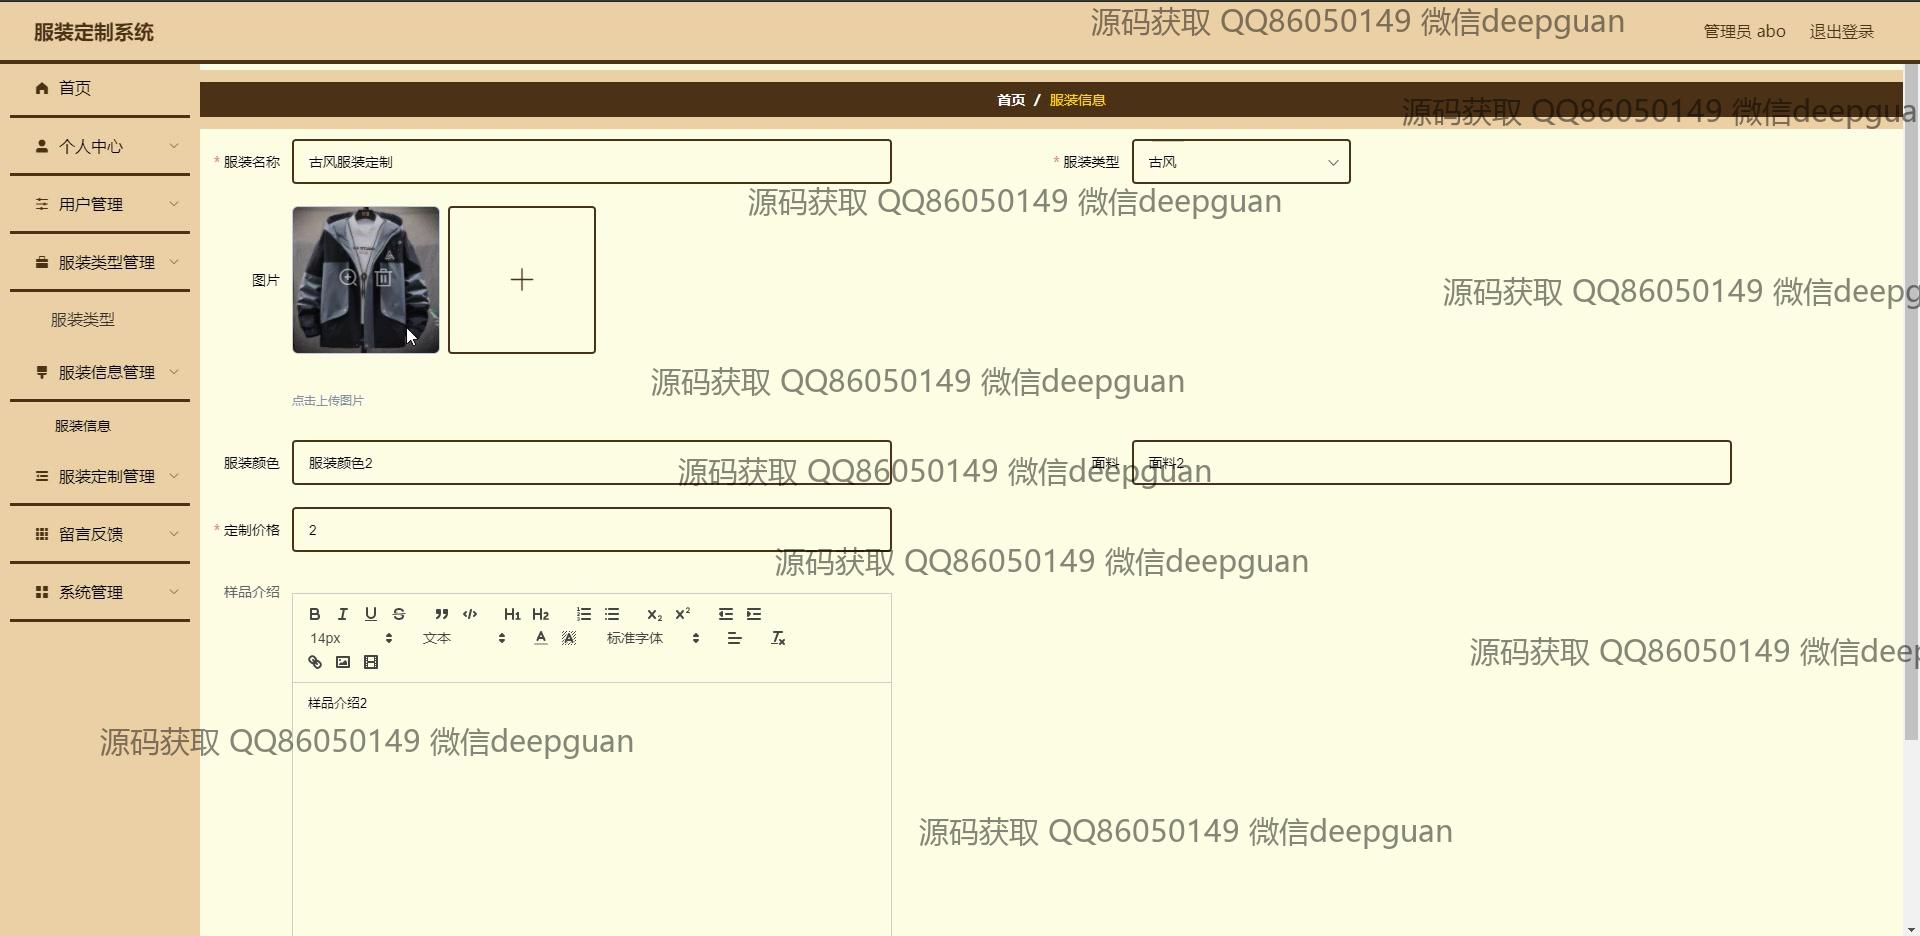 服装定制系统
源码获取 QQ86050149 微信deepguan
管理员 abo
退出登录
首页
首页 / 服装信息
源码获取 QQ86050149 微信deepgua
个人中心
* 服装名称
古风服装定制
* 服装类型
古风
用户管理
源码获取 QQ86050149 微信deepguan
服装类型管理
图片
源码获取 QQ86050149 微信deepg
服装类型
服装信息管理
源码获取 QQ86050149 微信deepguan
点击上传图片
服装信息
服装颜色
服装颜色2
源码获取 QQ86050149 微信deepguan
面料
面料2
服装定制管理
* 定制价格
2
留言反馈
源码获取 QQ86050149 微信deepguan
系统管理
样品介绍
B I U S H1 H2 X2 X2
14px 文本 A A 标准字体 Tx
源码获取 QQ86050149 微信deep
样品介绍2
源码获取 QQ86050149 微信deepguan
源码获取 QQ86050149 微信deepguan